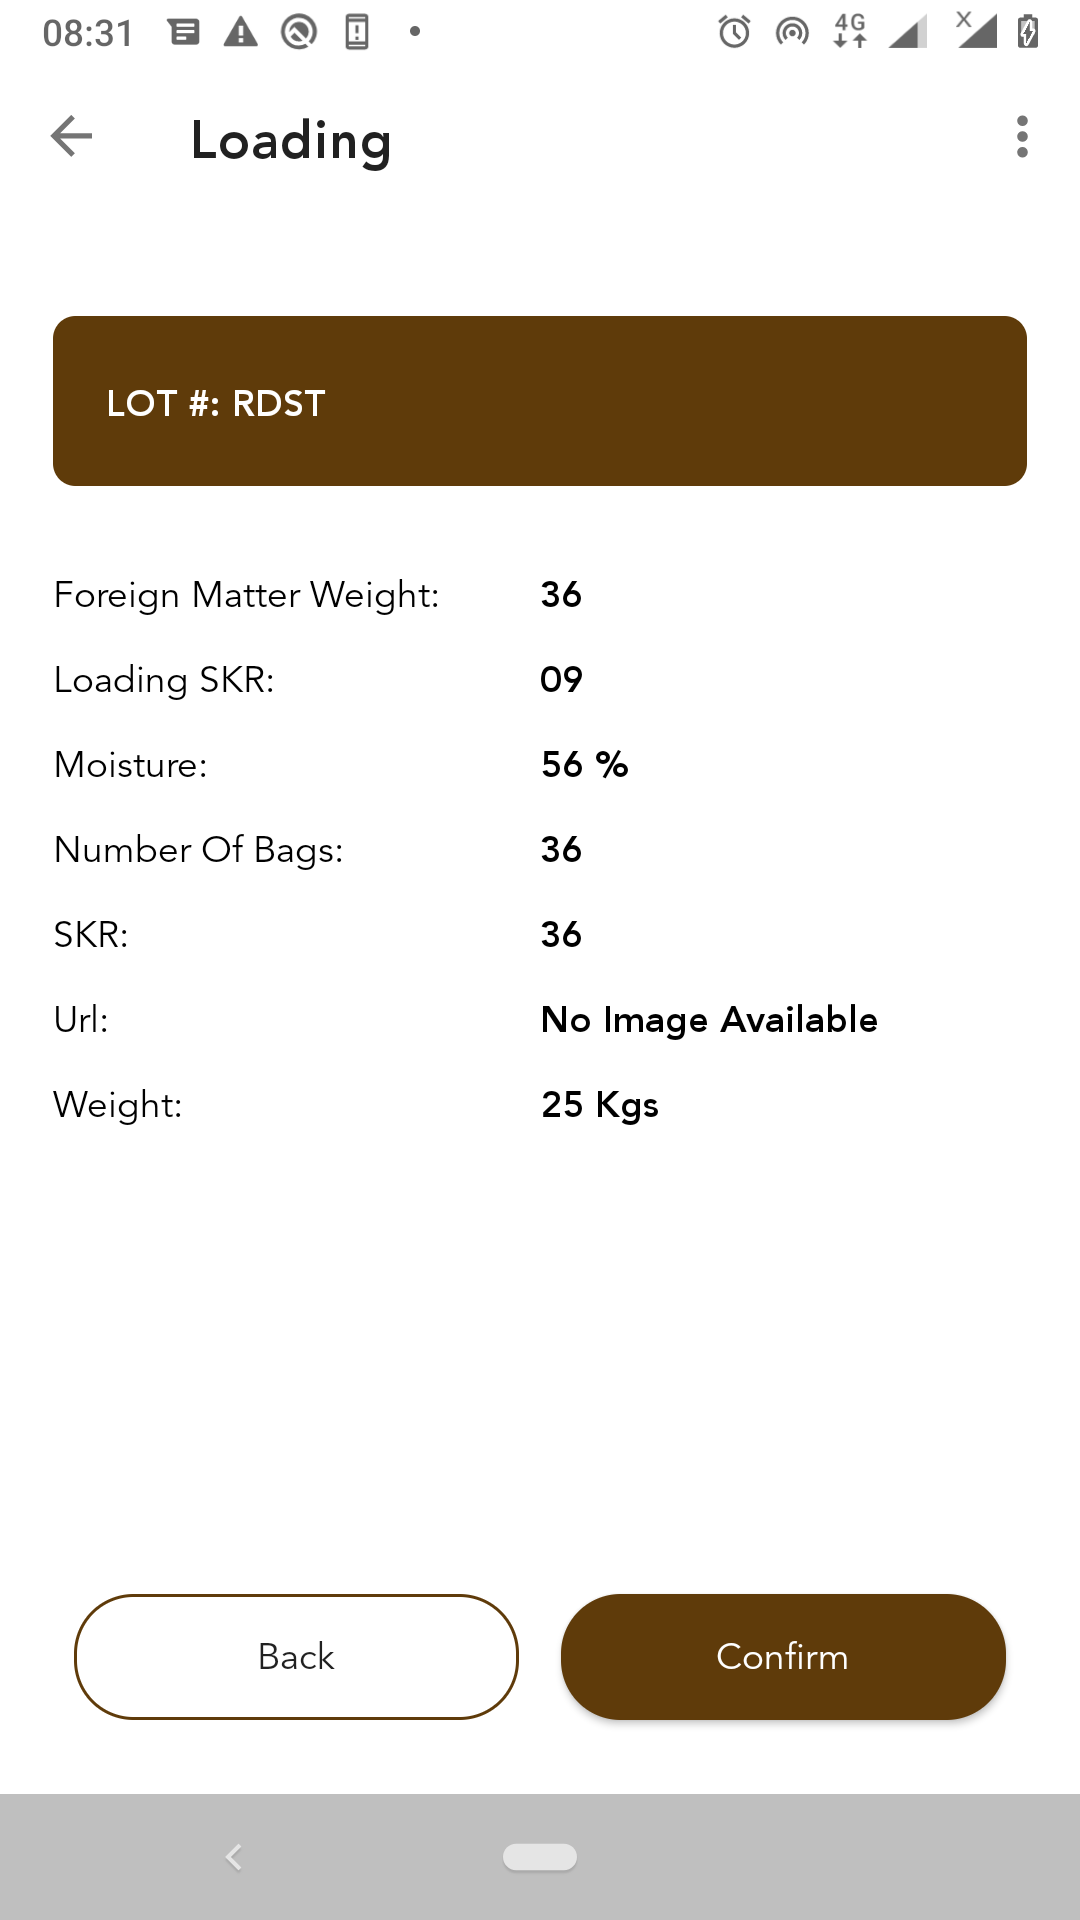 08:31
4G
X
Loading
LOT #: RDST
Foreign Matter Weight: 36
Loading SKR: 09
Moisture: 56 %
Number Of Bags: 36
SKR: 36
Url: No Image Available
Weight: 25 Kgs
Back Confirm